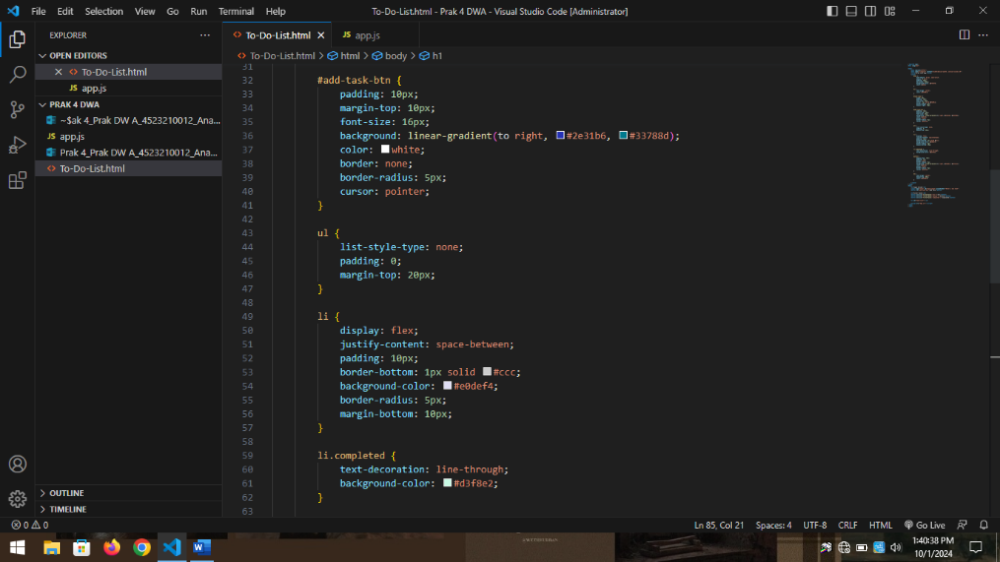 File Edit Selection View Go Run Terminal Help
To-Do-List.html - Prak 4 DWA - Visual Studio Code [Administrator]
EXPLORER
OPEN EDITORS
To-Do-List.html
app.js
PRAK 4 DWA
~$ak 4_Prak DW A_4523210012_Ana...
app.js
Prak 4_Prak DW A_4523210012_Ana...
To-Do-List.html
OUTLINE
TIMELINE
To-Do-List.html
app.js
To-Do-List.html > html > body > h1
31
32 #add-task-btn {
33 padding: 10px;
34 margin-top: 10px;
35 font-size: 16px;
36 background: linear-gradient(to right, #2e31b6, #33788d);
37 color: white;
38 border: none;
39 border-radius: 5px;
40 cursor: pointer;
41 }
42
43 ul {
44 list-style-type: none;
45 padding: 0;
46 margin-top: 20px;
47 }
48
49 li {
50 display: flex;
51 justify-content: space-between;
52 padding: 10px;
53 border-bottom: 1px solid #ccc;
54 background-color: #e0def4;
55 border-radius: 5px;
56 margin-bottom: 10px;
57 }
58
59 li.completed {
60 text-decoration: line-through;
61 background-color: #d3f8e2;
62 }
63
0 0
Ln 85, Col 21 Spaces: 4 UTF-8 CRLF HTML Go Live
1:40:38 PM
10/1/2024